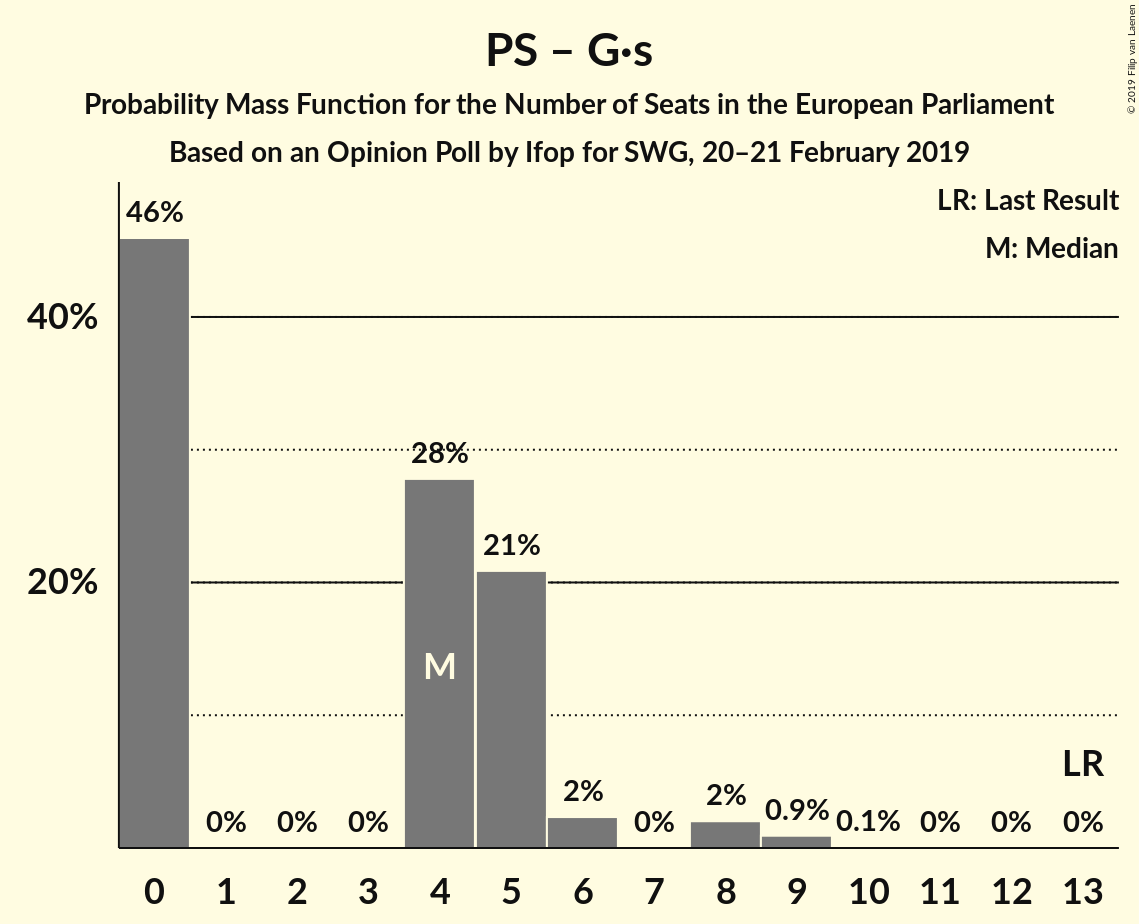 PS – G·s
Probability Mass Function for the Number of Seats in the European Parliament
Based on an Opinion Poll by Ifop for SWG, 20–21 February 2019
© 2019 Filip van Laenen
LR: Last Result
M: Median
46%
40%
28%
21%
20%
M
LR
2%
2%
0.9%
0.1%
0%
0%
0%
0%
0%
0%
0%
0 1 2 3 4 5 6 7 8 9 10 11 12 13